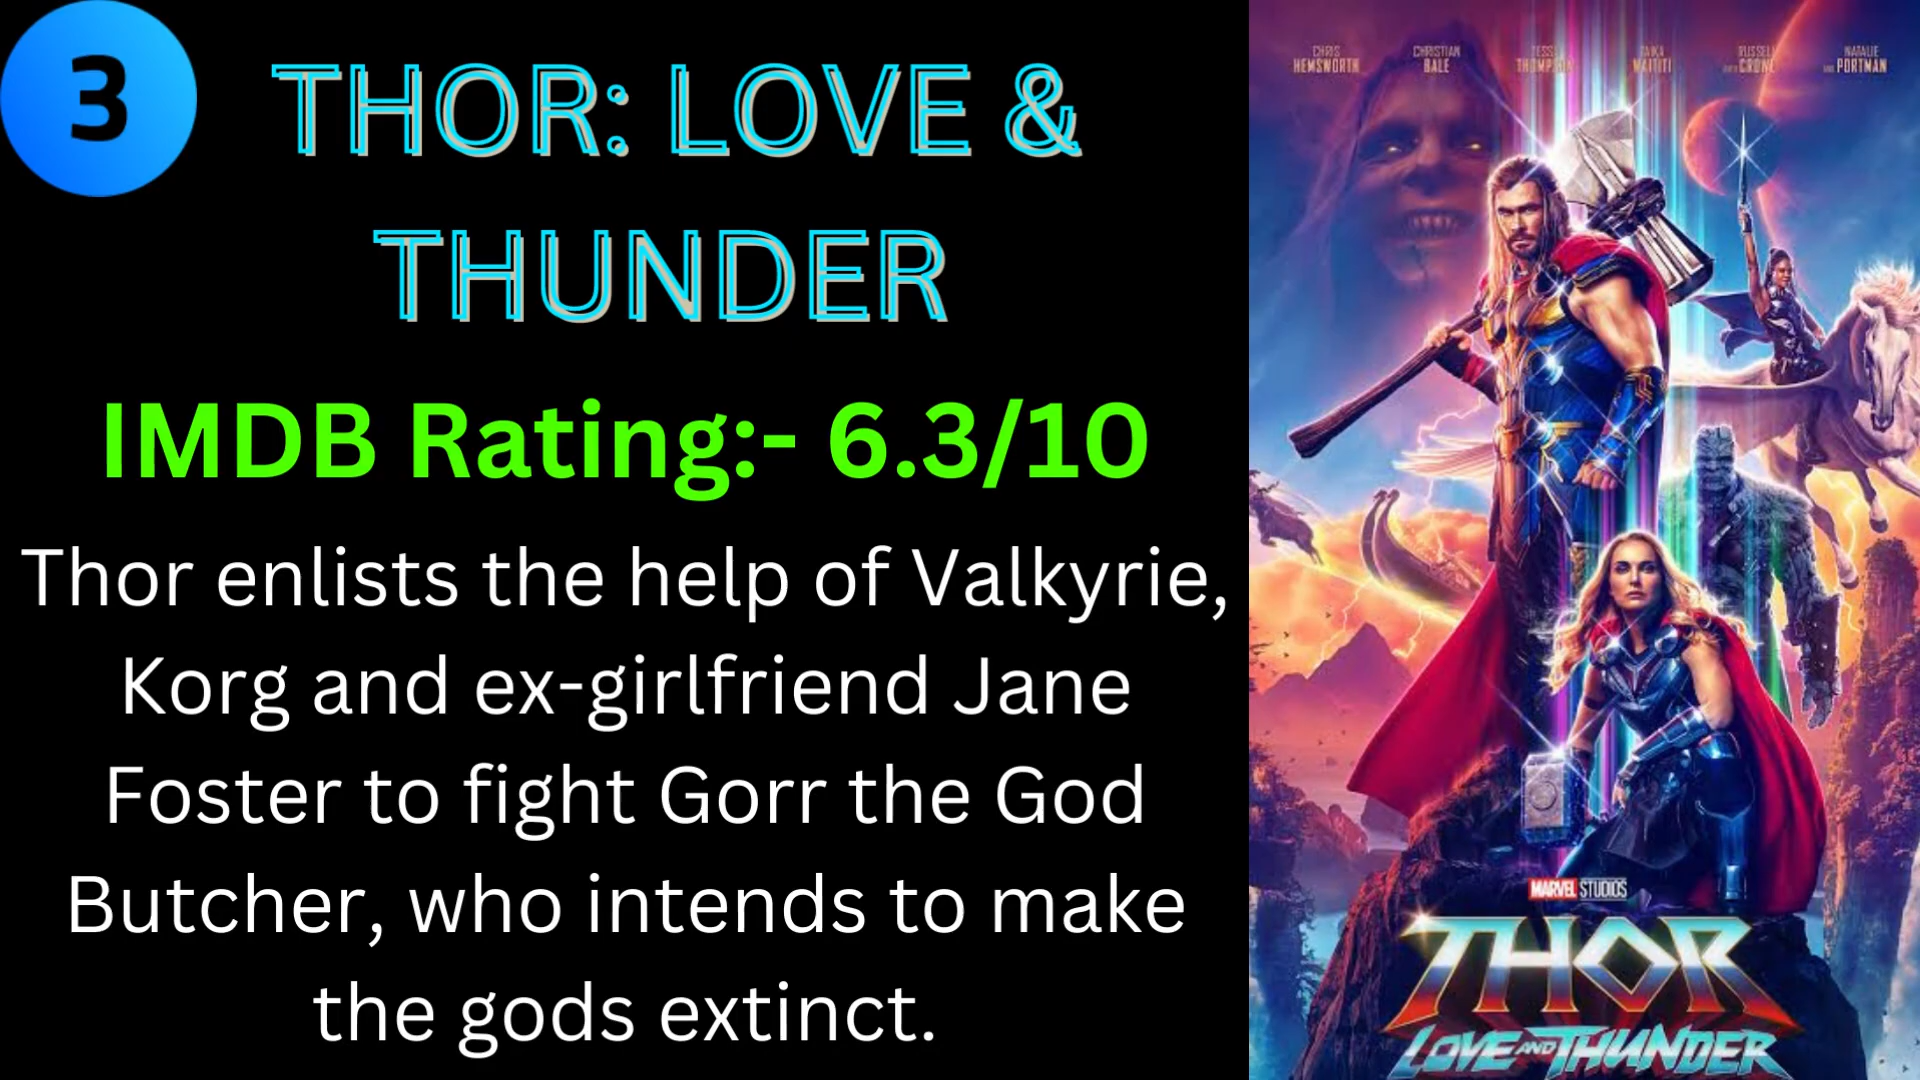 3
THOR: LOVE &
THUNDER
IMDB Rating:- 6.3/10
Thor enlists the help of Valkyrie,
Korg and ex-girlfriend Jane
Foster to fight Gorr the God
Butcher, who intends to make
the gods extinct.
CHRIS HEMSWORTH
CHRISTIAN BALE
TESSA THOMPSON
TAIKA WAITITI
RUSSELL CROWE
NATALIE PORTMAN
MARVEL STUDIOS
THOR
LOVE AND THUNDER